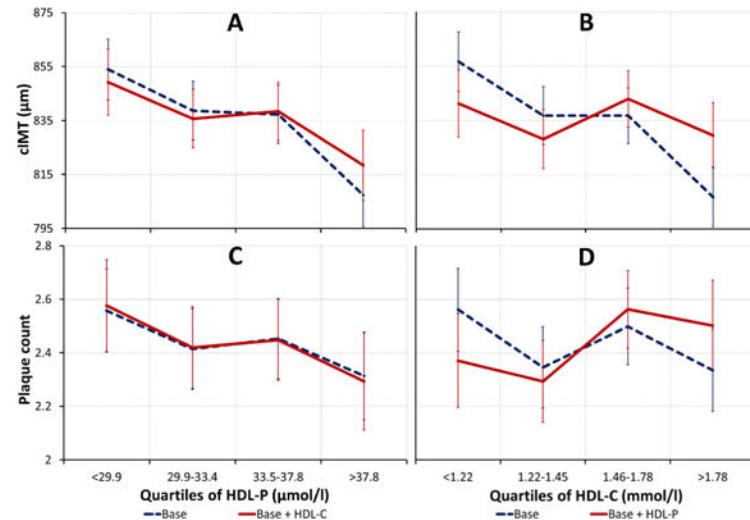 A
B
875
855
835
815
795
cIMT (μm)
C
D
2.8
2.6
2.4
2.2
2
Plaque count
<29.9 29.9-33.4 33.5-37.8 >37.8
<1.22 1.22-1.45 1.46-1.78 >1.78
Quartiles of HDL-P (μmol/l)
Quartiles of HDL-C (mmol/l)
Base Base + HDL-C
Base Base + HDL-P